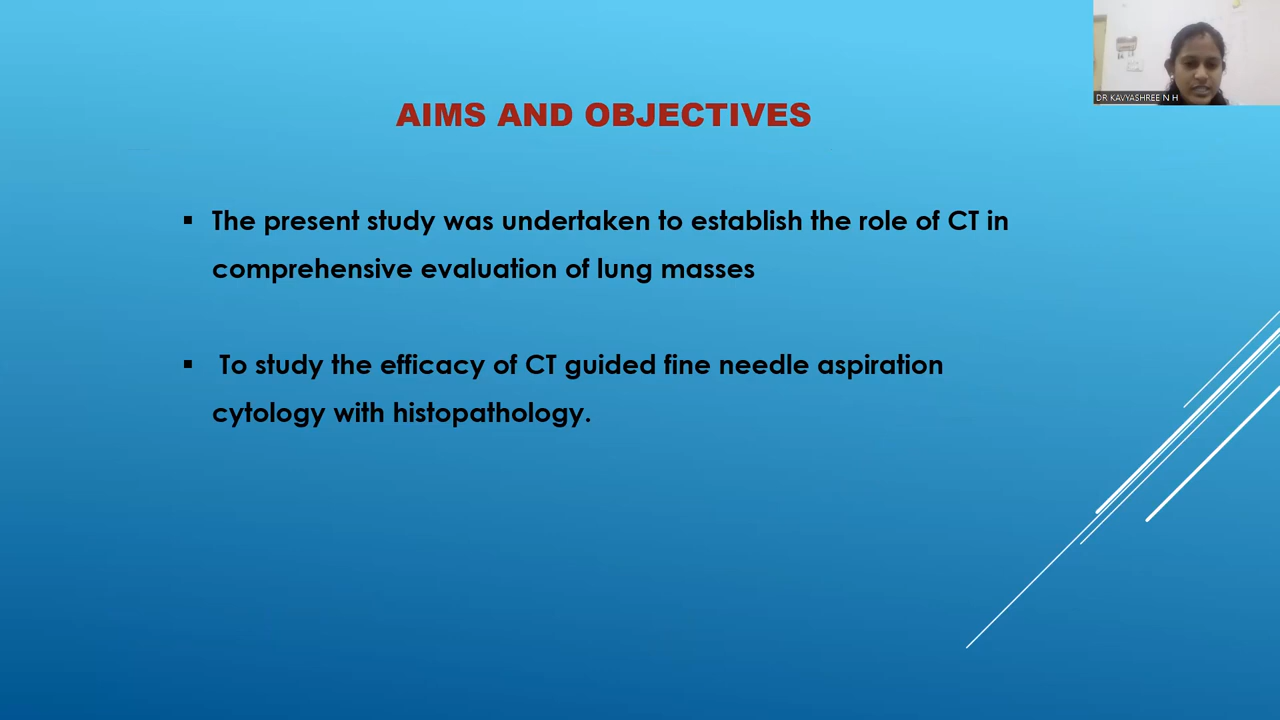 DR KAVYASHREE N H
AIMS AND OBJECTIVES
▪ The present study was undertaken to establish the role of CT in
comprehensive evaluation of lung masses
▪ To study the efficacy of CT guided fine needle aspiration
cytology with histopathology.